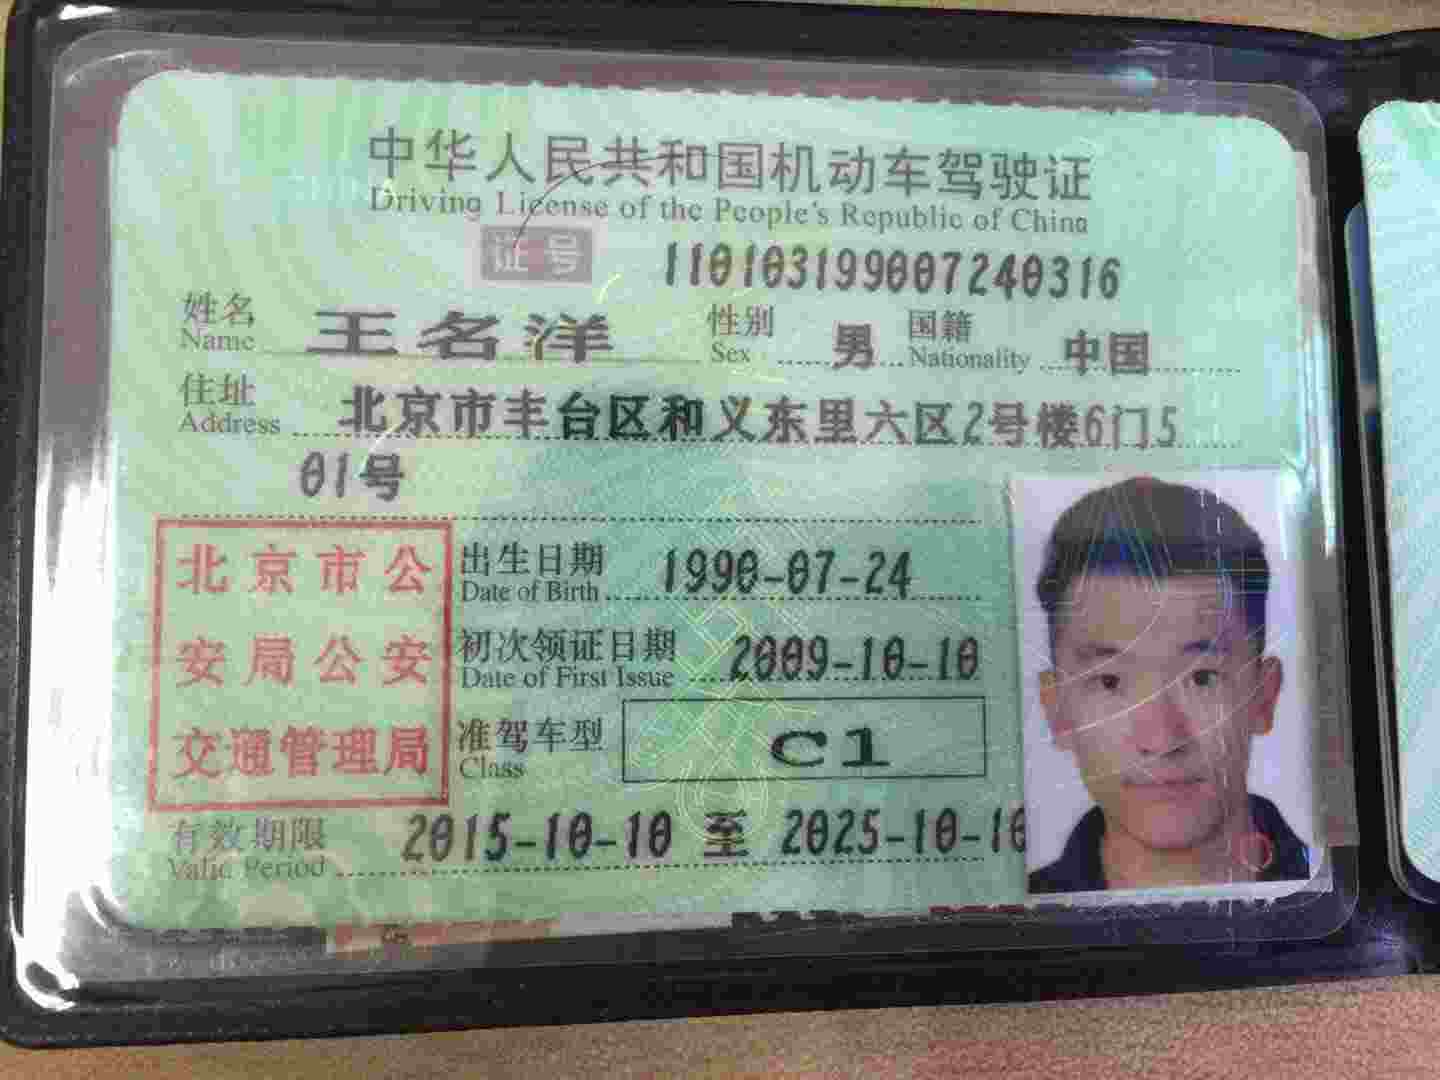 中华人民共和国机动车驾驶证
Driving License of the People's Republic of China
证号 110103199007240316
姓名 王名洋 性别 男 国籍 中国
Name Sex Nationality
住址 北京市丰台区和义东里六区2号楼6门5
Address
01号
北京市公
安局公安
交通管理局
出生日期 1990-07-24
Date of Birth
初次领证日期 2009-10-10
Date of First Issue
准驾车型 C1
Class
有效期限 2015-10-10 至 2025-10-10
Valid Period